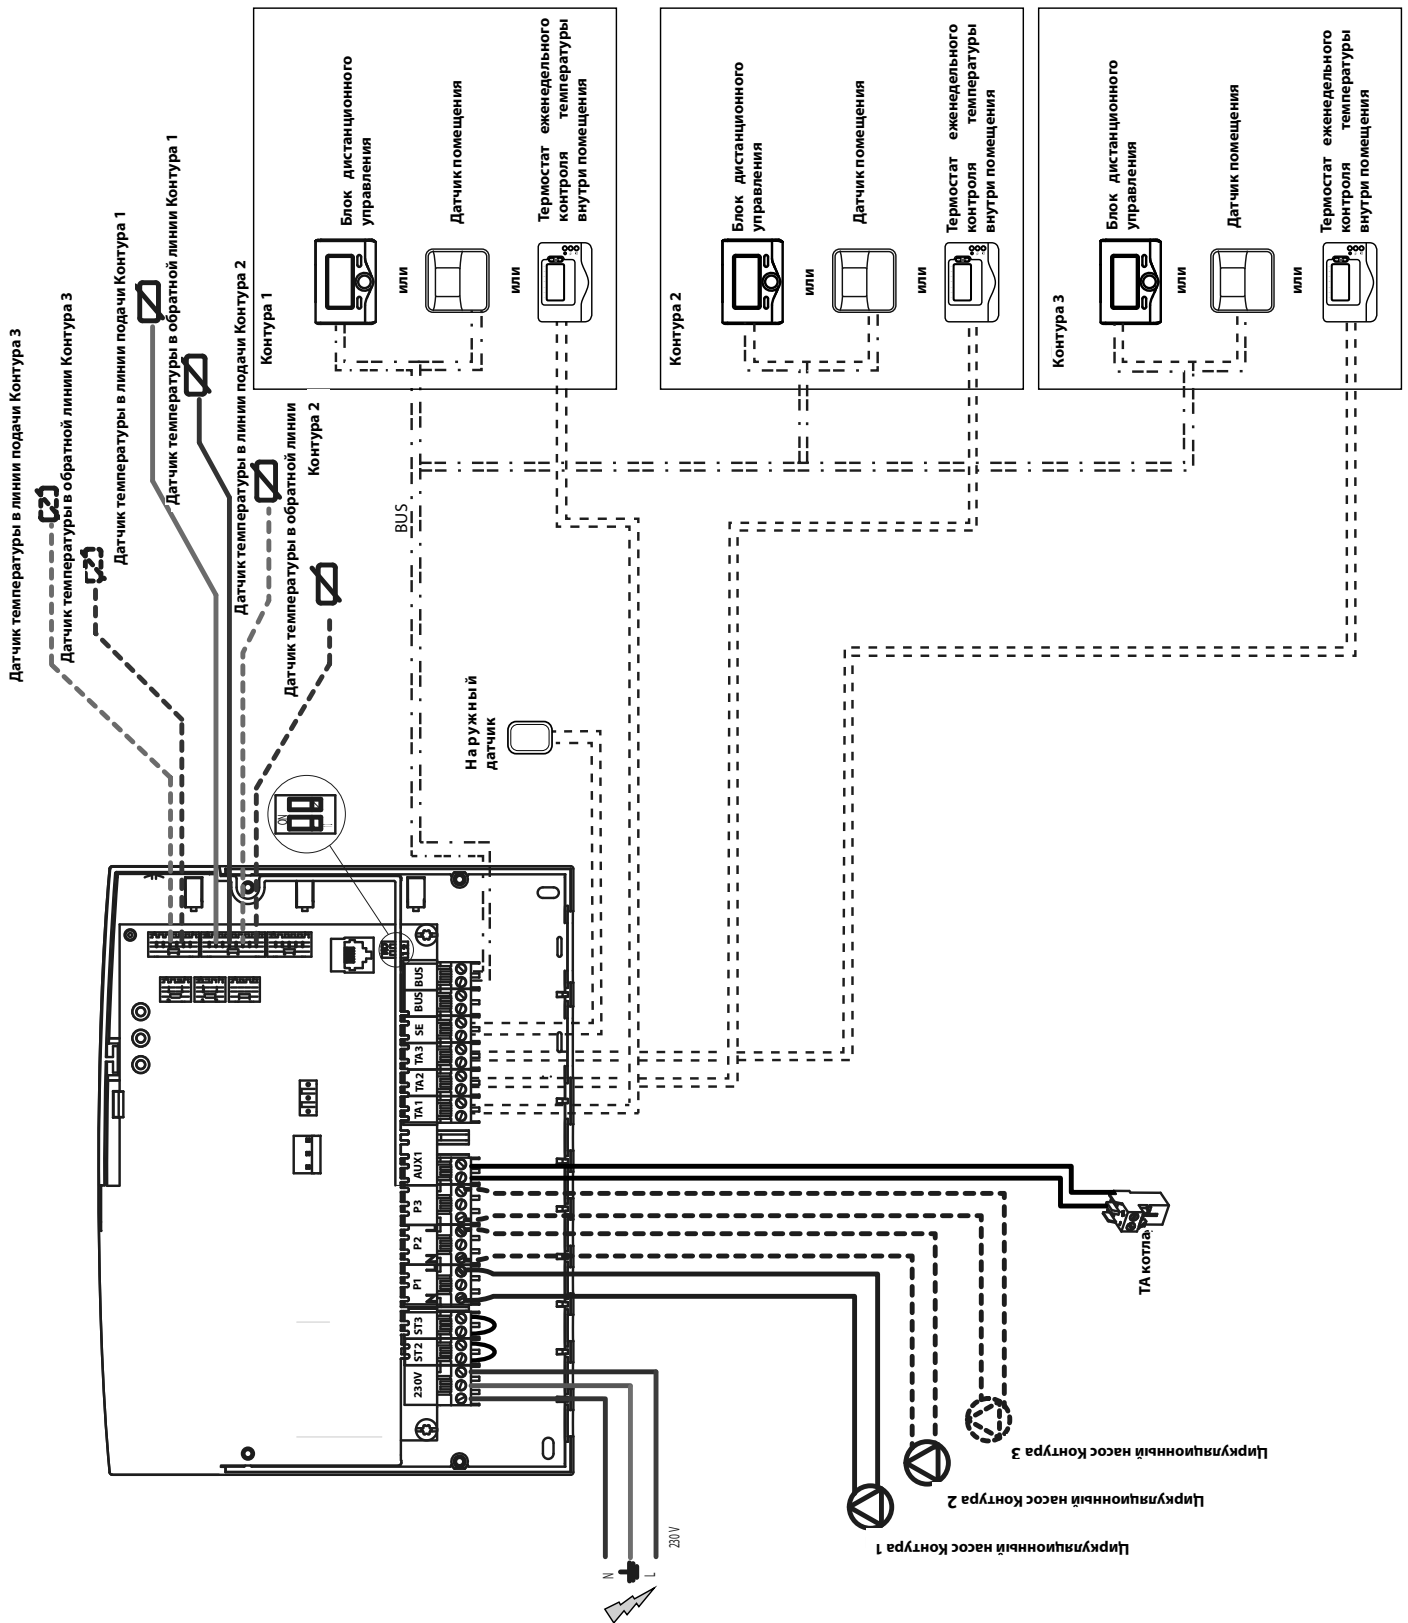 Датчик температуры в линии подачи Контура 3
Датчик температуры в обратной линии Контура 3
Датчик температуры в линии подачи Контура 1
Датчик температуры в обратной линии Контура 1
Датчик температуры в линии подачи Контура 2
Датчик температуры в обратной линии
Контура 2
Контура 1
Блок дистанционного
управления
или
Датчик помещения
или
Термостат еженедельного
контроля температуры
внутри помещения
Контура 2
Блок дистанционного
управления
или
Датчик помещения
или
Термостат еженедельного
контроля температуры
внутри помещения
Контура 3
Блок дистанционного
управления
или
Датчик помещения
или
Термостат еженедельного
контроля температуры
внутри помещения
BUS
Наружный
датчик
ON
BUS
BUS
SE
TA3
TA2
TA1
AUX1
P3
P2
P1
L
N
L
N
ST3
ST2
230V
ТА котла
N
L
230 V
Циркуляционный насос Контура 3
Циркуляционный насос Контура 2
Циркуляционный насос Контура 1